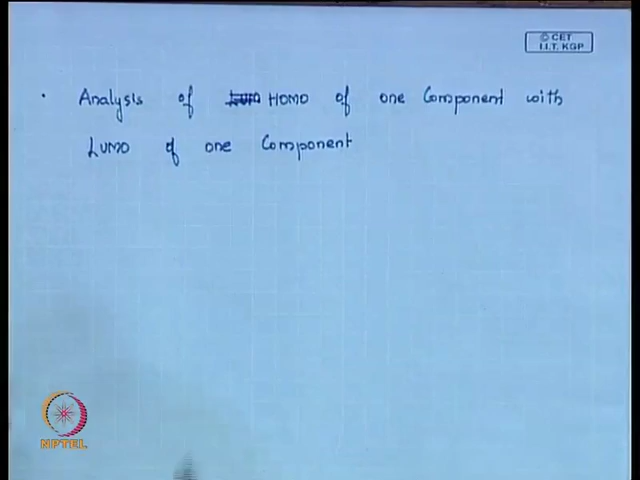 © CET
I.I.T. KGP
• Analysis of HOMO of one Component with
LUMO of one Component
NPTEL